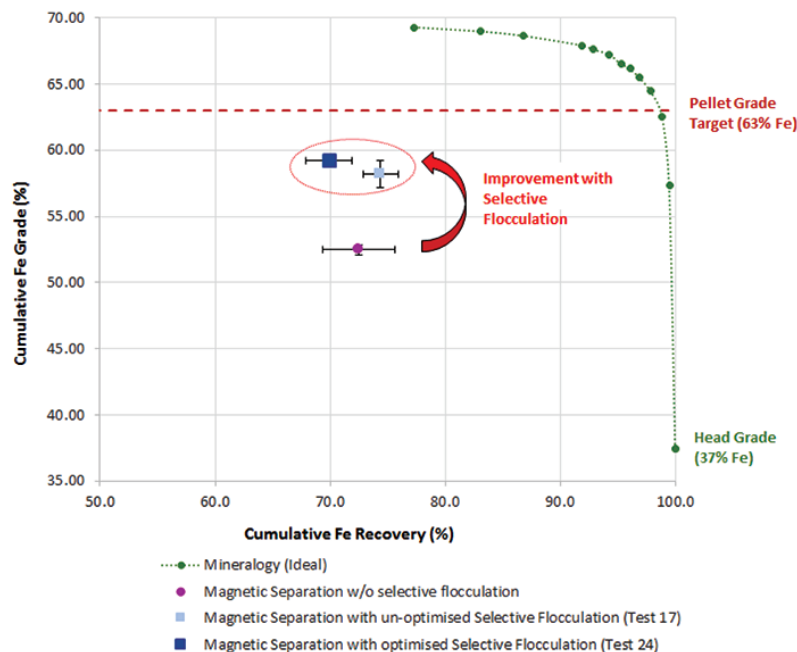 70.00
65.00
60.00
55.00
50.00
45.00
40.00
35.00
Cumulative Fe Grade (%)
Pellet Grade
Target (63% Fe)
Improvement with
Selective
Flocculation
Head Grade
(37% Fe)
50.0
60.0
70.0
80.0
90.0
100.0
Cumulative Fe Recovery (%)
Mineralogy (Ideal)
Magnetic Separation w/o selective flocculation
Magnetic Separation with un-optimised Selective Flocculation (Test 17)
Magnetic Separation with optimised Selective Flocculation (Test 24)